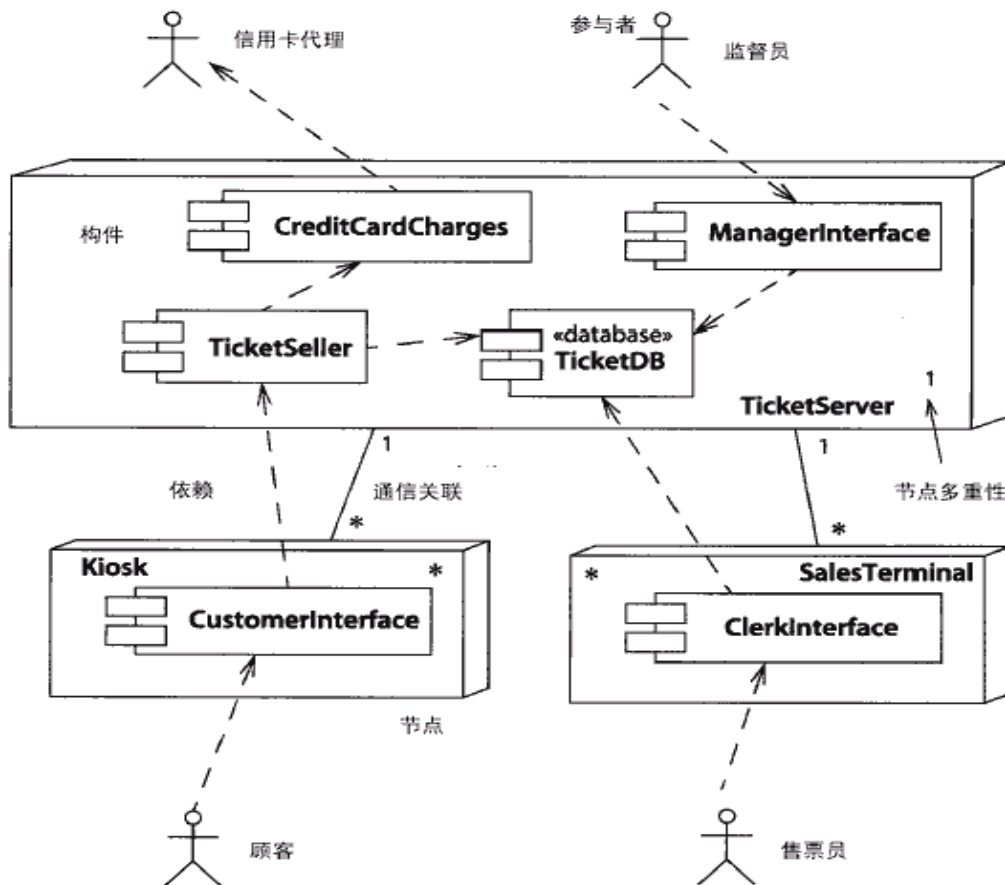 信用卡代理
参与者
监督员
构件
CreditCardCharges
ManagerInterface
TicketSeller
«database»
TicketDB
1
TicketServer
1
1
依赖
通信关联
节点多重性
*
*
Kiosk
*
*
SalesTerminal
CustomerInterface
ClerkInterface
节点
顾客
售票员